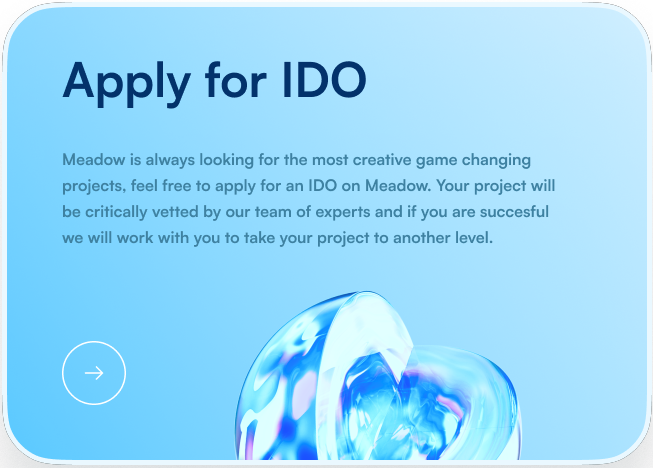 Apply for IDO
Meadow is always looking for the most creative game changing
projects, feel free to apply for an IDO on Meadow. Your project will
be critically vetted by our team of experts and if you are succesful
we will work with you to take your project to another level.